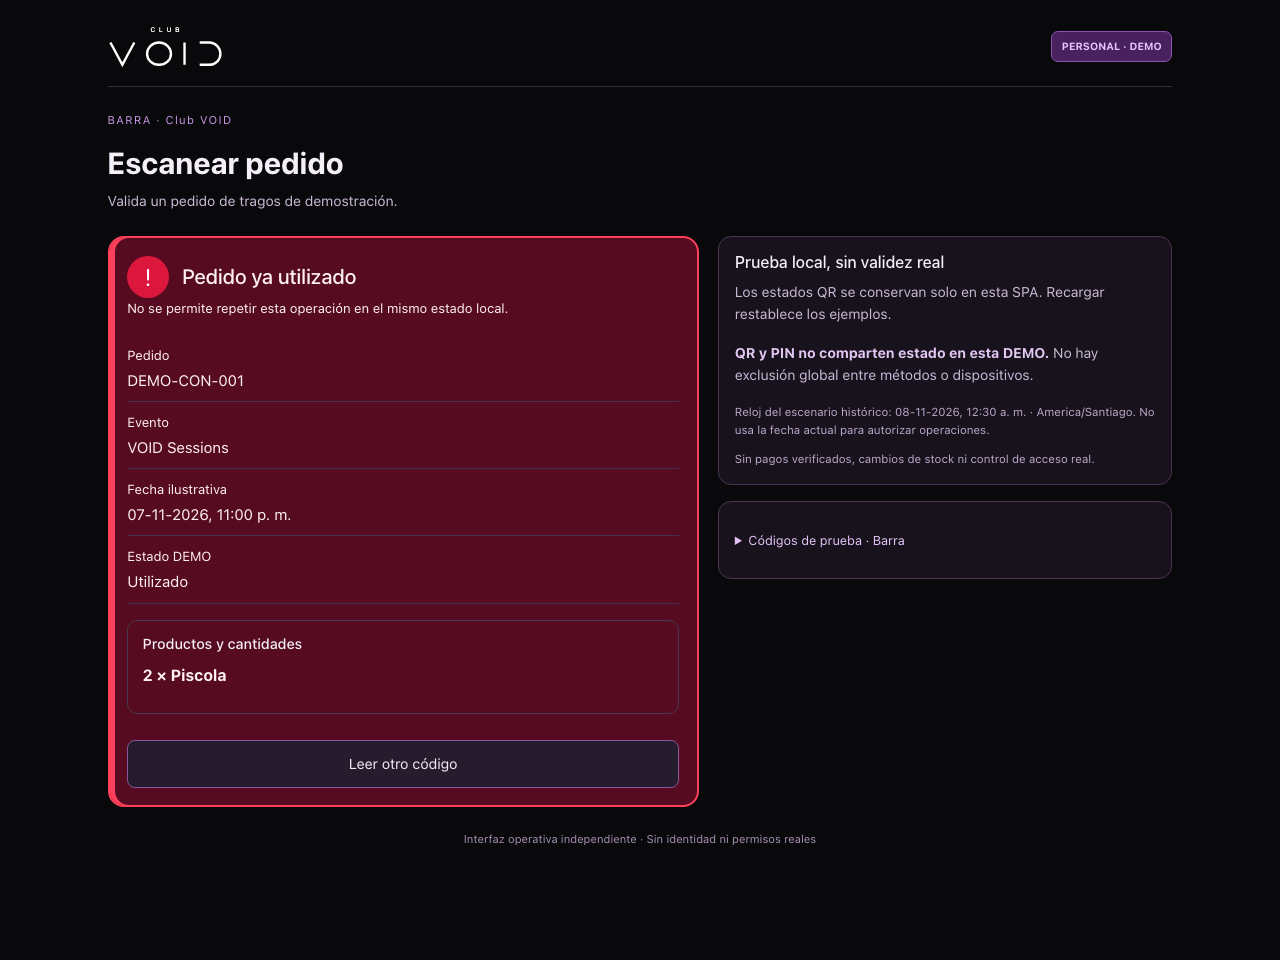 CLUB
VOID
PERSONAL · DEMO
BARRA · Club VOID
Escanear pedido
Valida un pedido de tragos de demostración.
!
Pedido ya utilizado
No se permite repetir esta operación en el mismo estado local.
Pedido
DEMO-CON-001
Evento
VOID Sessions
Fecha ilustrativa
07-11-2026, 11:00 p. m.
Estado DEMO
Utilizado
Productos y cantidades
2 × Piscola
Leer otro código
Prueba local, sin validez real
Los estados QR se conservan solo en esta SPA. Recargar
restablece los ejemplos.
QR y PIN no comparten estado en esta DEMO. No hay
exclusión global entre métodos o dispositivos.
Reloj del escenario histórico: 08-11-2026, 12:30 a. m. · America/Santiago. No
usa la fecha actual para autorizar operaciones.
Sin pagos verificados, cambios de stock ni control de acceso real.
Códigos de prueba · Barra
Interfaz operativa independiente · Sin identidad ni permisos reales